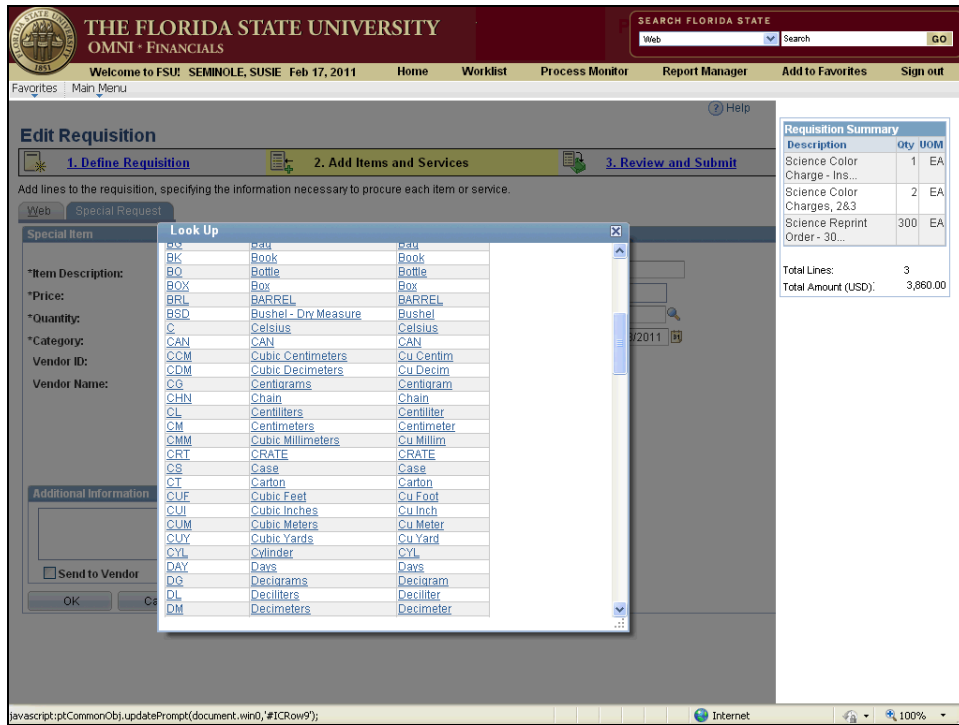 THE FLORIDA STATE UNIVERSITY
OMNI · FINANCIALS
SEARCH FLORIDA STATE
Web
Search
GO
Welcome to FSU! SEMINOLE, SUSIE Feb 17, 2011 Home Worklist Process Monitor Report Manager Add to Favorites Sign out
Favorites Main Menu
Help
Edit Requisition
1. Define Requisition 2. Add Items and Services 3. Review and Submit
Add lines to the requisition, specifying the information necessary to procure each item or service.
Web Special Request
Special Item
*Item Description:
*Price:
*Quantity:
*Category:
/2011
Vendor ID:
Vendor Name:
Additional Information
Send to Vendor
OK Ca
Look Up
BG Bag Bag
BK Book Book
BO Bottle Bottle
BOX Box Box
BRL BARREL BARREL
BSD Bushel - Dry Measure Bushel
C Celsius Celsius
CAN CAN CAN
CCM Cubic Centimeters Cu Centim
CDM Cubic Decimeters Cu Decim
CG Centigrams Centigram
CHN Chain Chain
CL Centiliters Centiliter
CM Centimeters Centimeter
CMM Cubic Millimeters Cu Millim
CRT CRATE CRATE
CS Case Case
CT Carton Carton
CUF Cubic Feet Cu Foot
CUI Cubic Inches Cu Inch
CUM Cubic Meters Cu Meter
CUY Cubic Yards Cu Yard
CYL Cylinder CYL
DAY Days Days
DG Decigrams Decigram
DL Deciliters Deciliter
DM Decimeters Decimeter
Requisition Summary
Description Qty UOM
Science Color Charge - Ins... 1 EA
Science Color Charges, 2&3 2 EA
Science Reprint Order - 30... 300 EA
Total Lines: 3
Total Amount (USD): 3,860.00
javascript:ptCommonObj.updatePrompt(document.win0,'#ICRow9');
Internet
100%